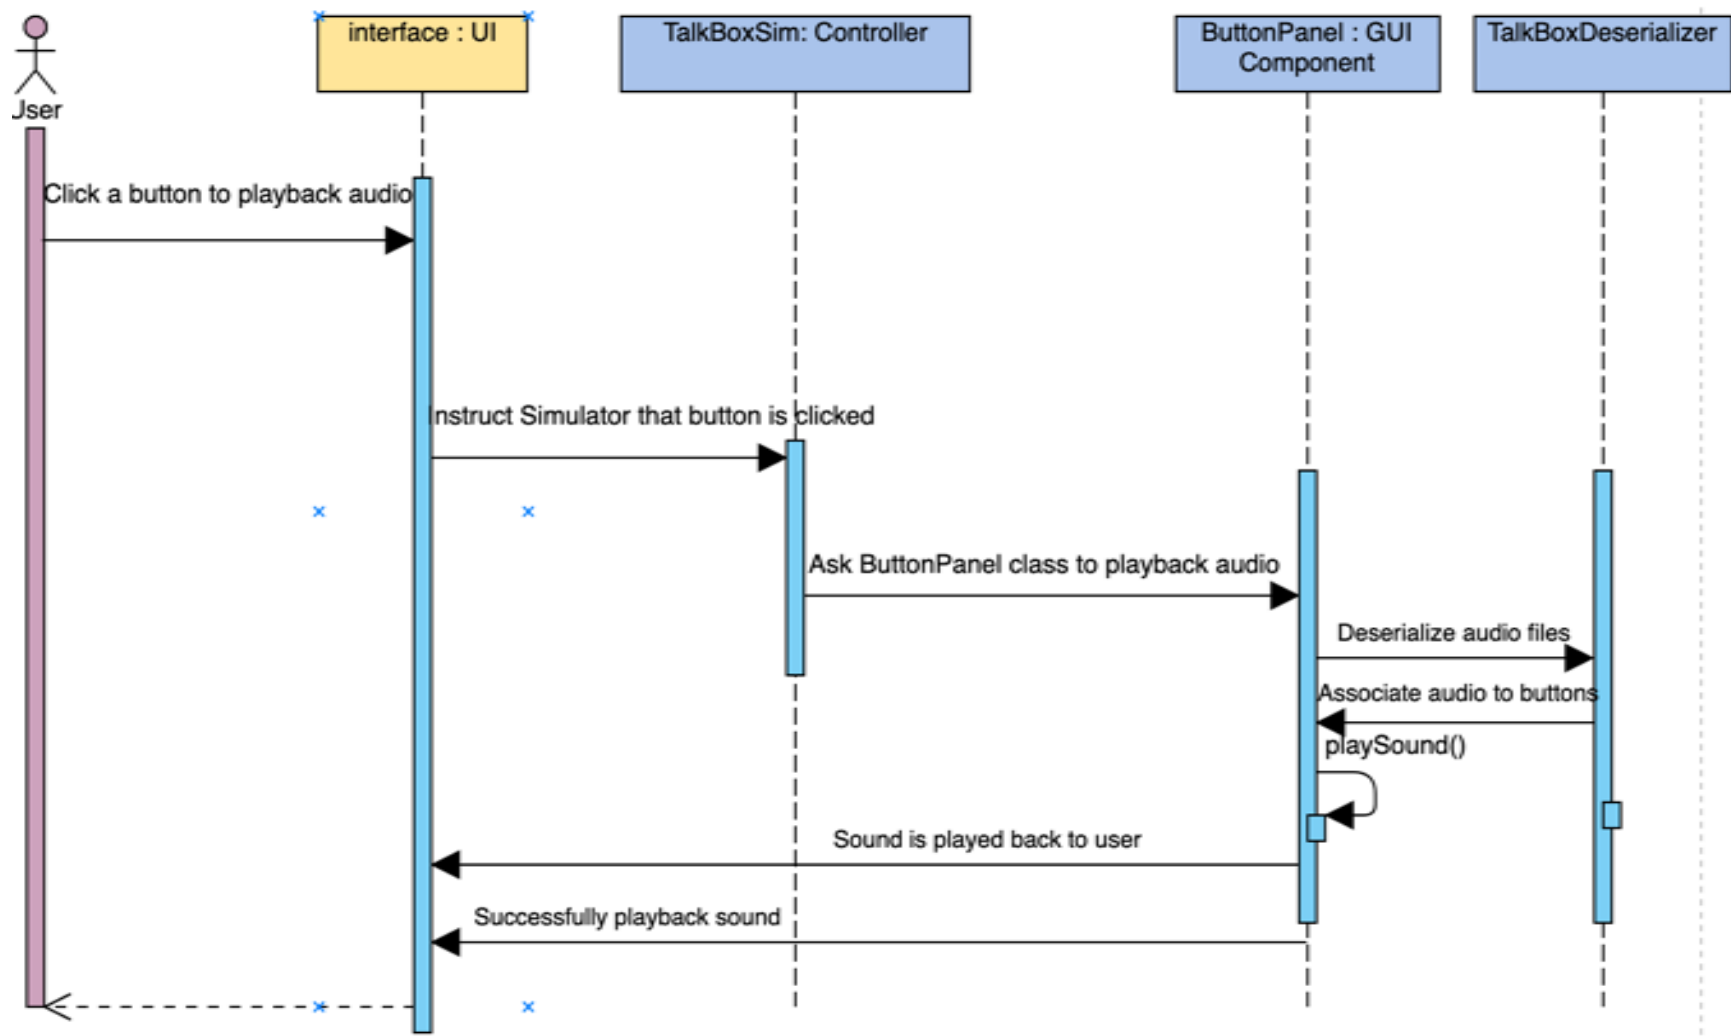 interface : UI
TalkBoxSim: Controller
ButtonPanel : GUI
Component
TalkBoxDeserializer
User
Click a button to playback audio
Instruct Simulator that button is clicked
Ask ButtonPanel class to playback audio
Deserialize audio files
Associate audio to buttons
playSound()
Sound is played back to user
Successfully playback sound